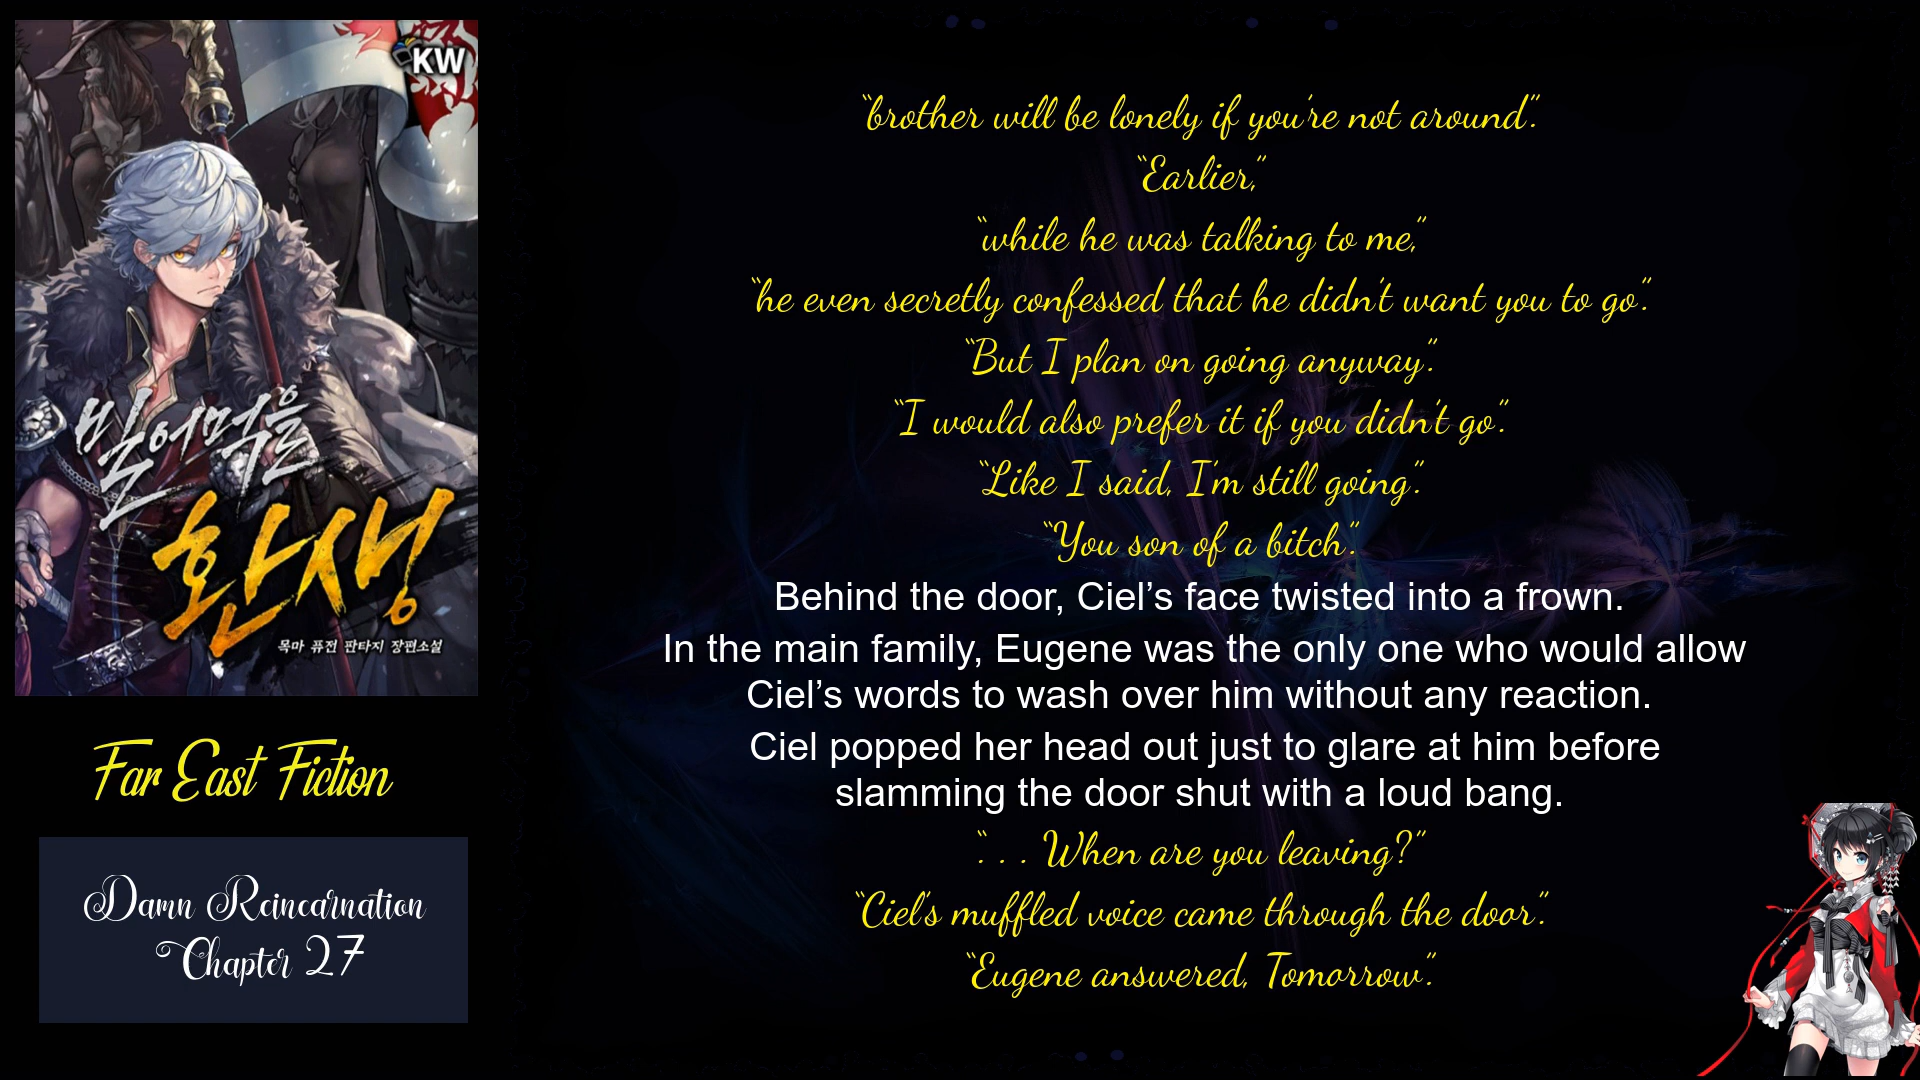 KW
빌어먹을
환생
목마 퓨전 판타지 장편소설
Far East Fiction
Damn Reincarnation
Chapter 27
“brother will be lonely if you’re not around”.
“Earlier,”
“while he was talking to me,”
“he even secretly confessed that he didn’t want you to go”.
“But I plan on going anyway”.
“I would also prefer it if you didn’t go”.
“Like I said, I’m still going”.
“You son of a bitch”.
Behind the door, Ciel’s face twisted into a frown.
In the main family, Eugene was the only one who would allow
Ciel’s words to wash over him without any reaction.
Ciel popped her head out just to glare at him before
slamming the door shut with a loud bang.
“. . . When are you leaving?”
“Ciel’s muffled voice came through the door”.
“Eugene answered, Tomorrow”.